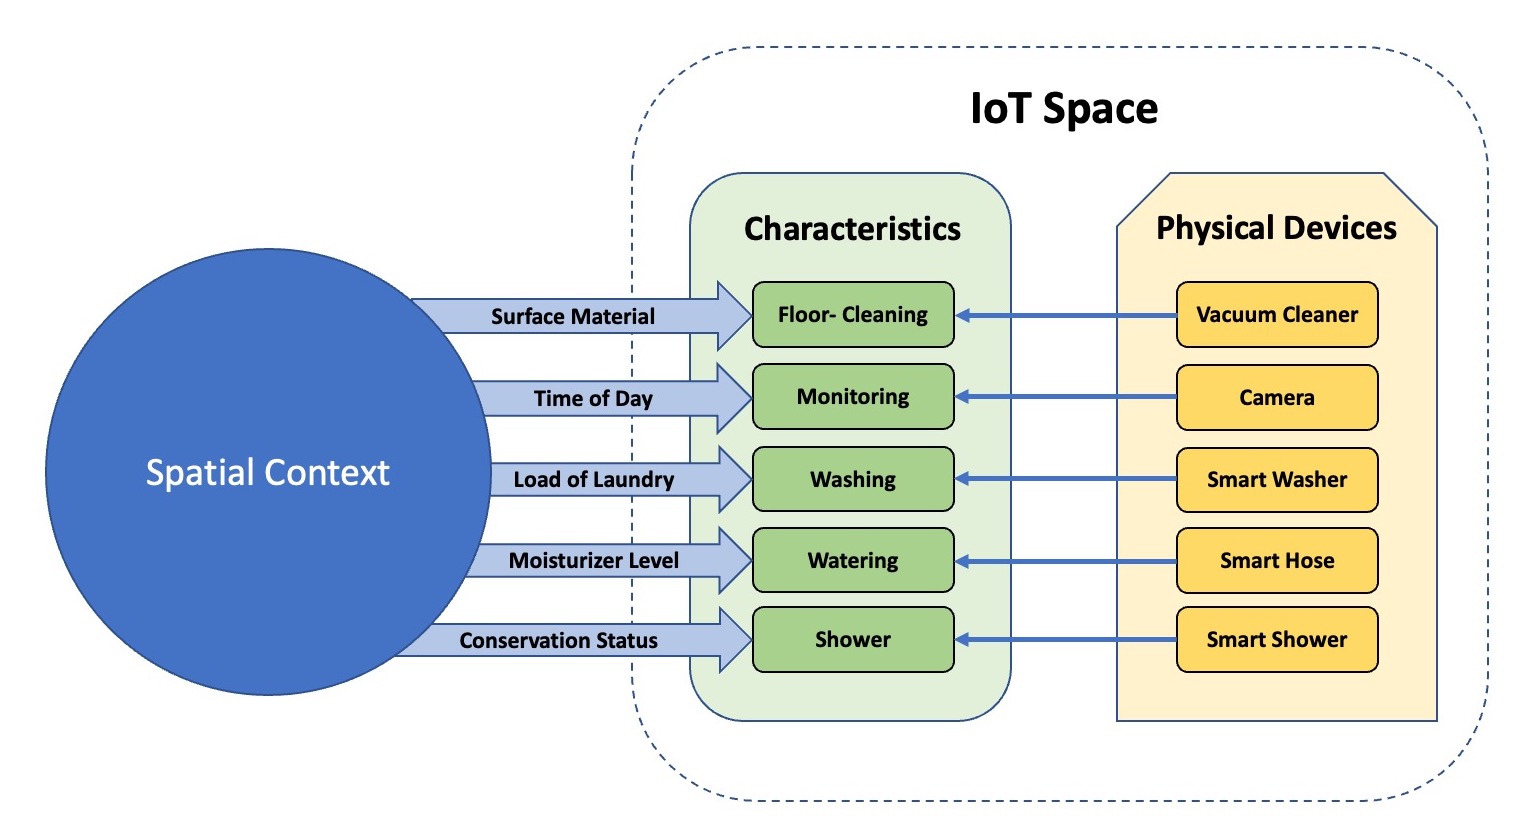 IoT Space
Characteristics
Physical Devices
Spatial Context
Surface Material
Floor- Cleaning
Vacuum Cleaner
Time of Day
Monitoring
Camera
Load of Laundry
Washing
Smart Washer
Moisturizer Level
Watering
Smart Hose
Conservation Status
Shower
Smart Shower